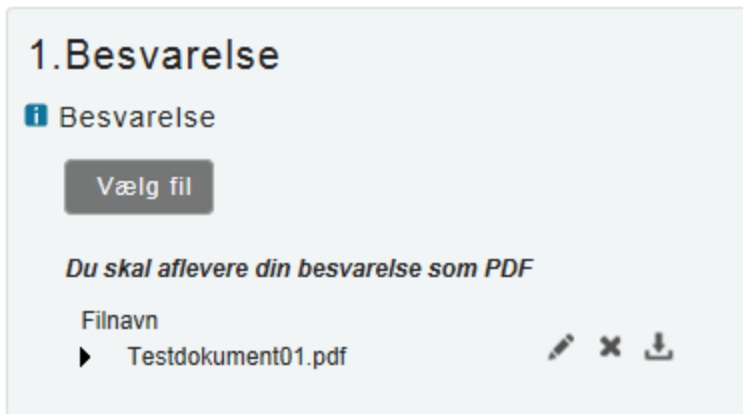 1.Besvarelse
Besvarelse
Vælg fil
Du skal aflevere din besvarelse som PDF
Filnavn
Testdokument01.pdf